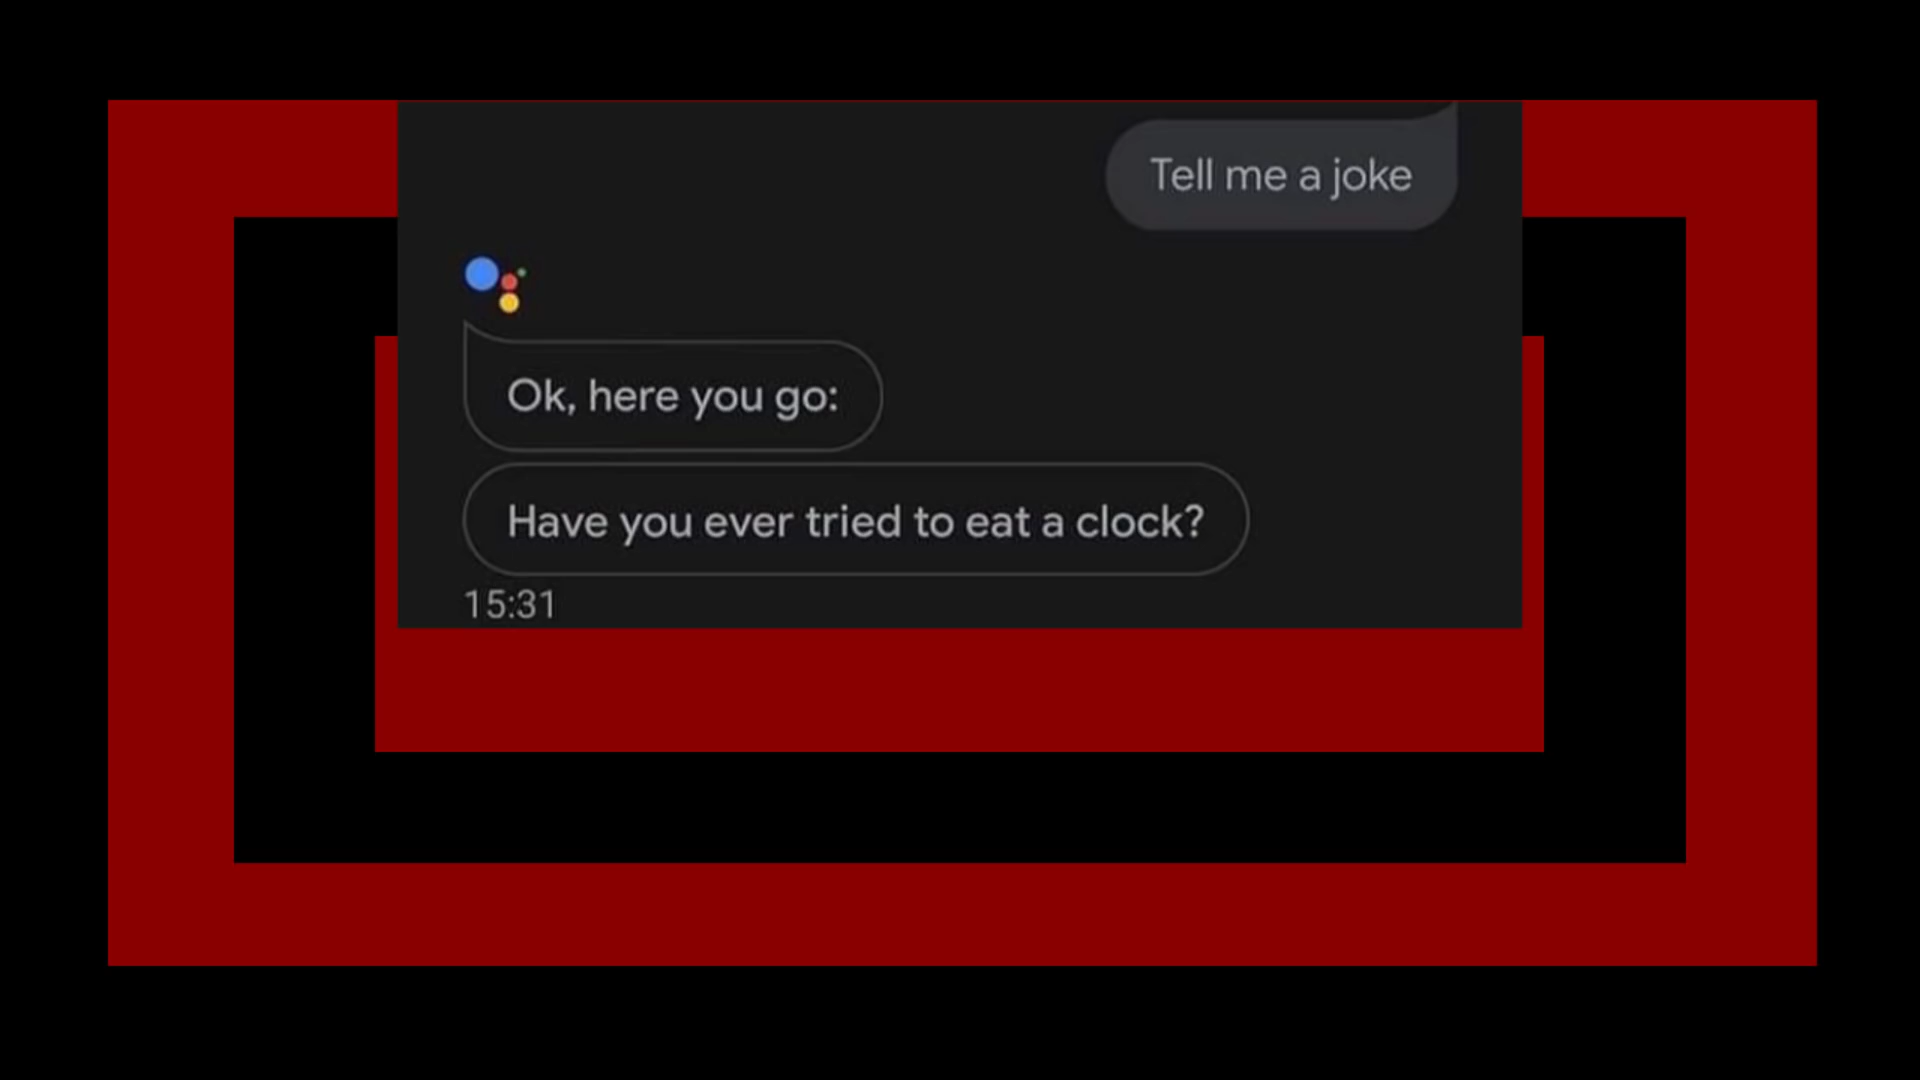 Tell me a joke
Ok, here you go:
Have you ever tried to eat a clock?
15:31